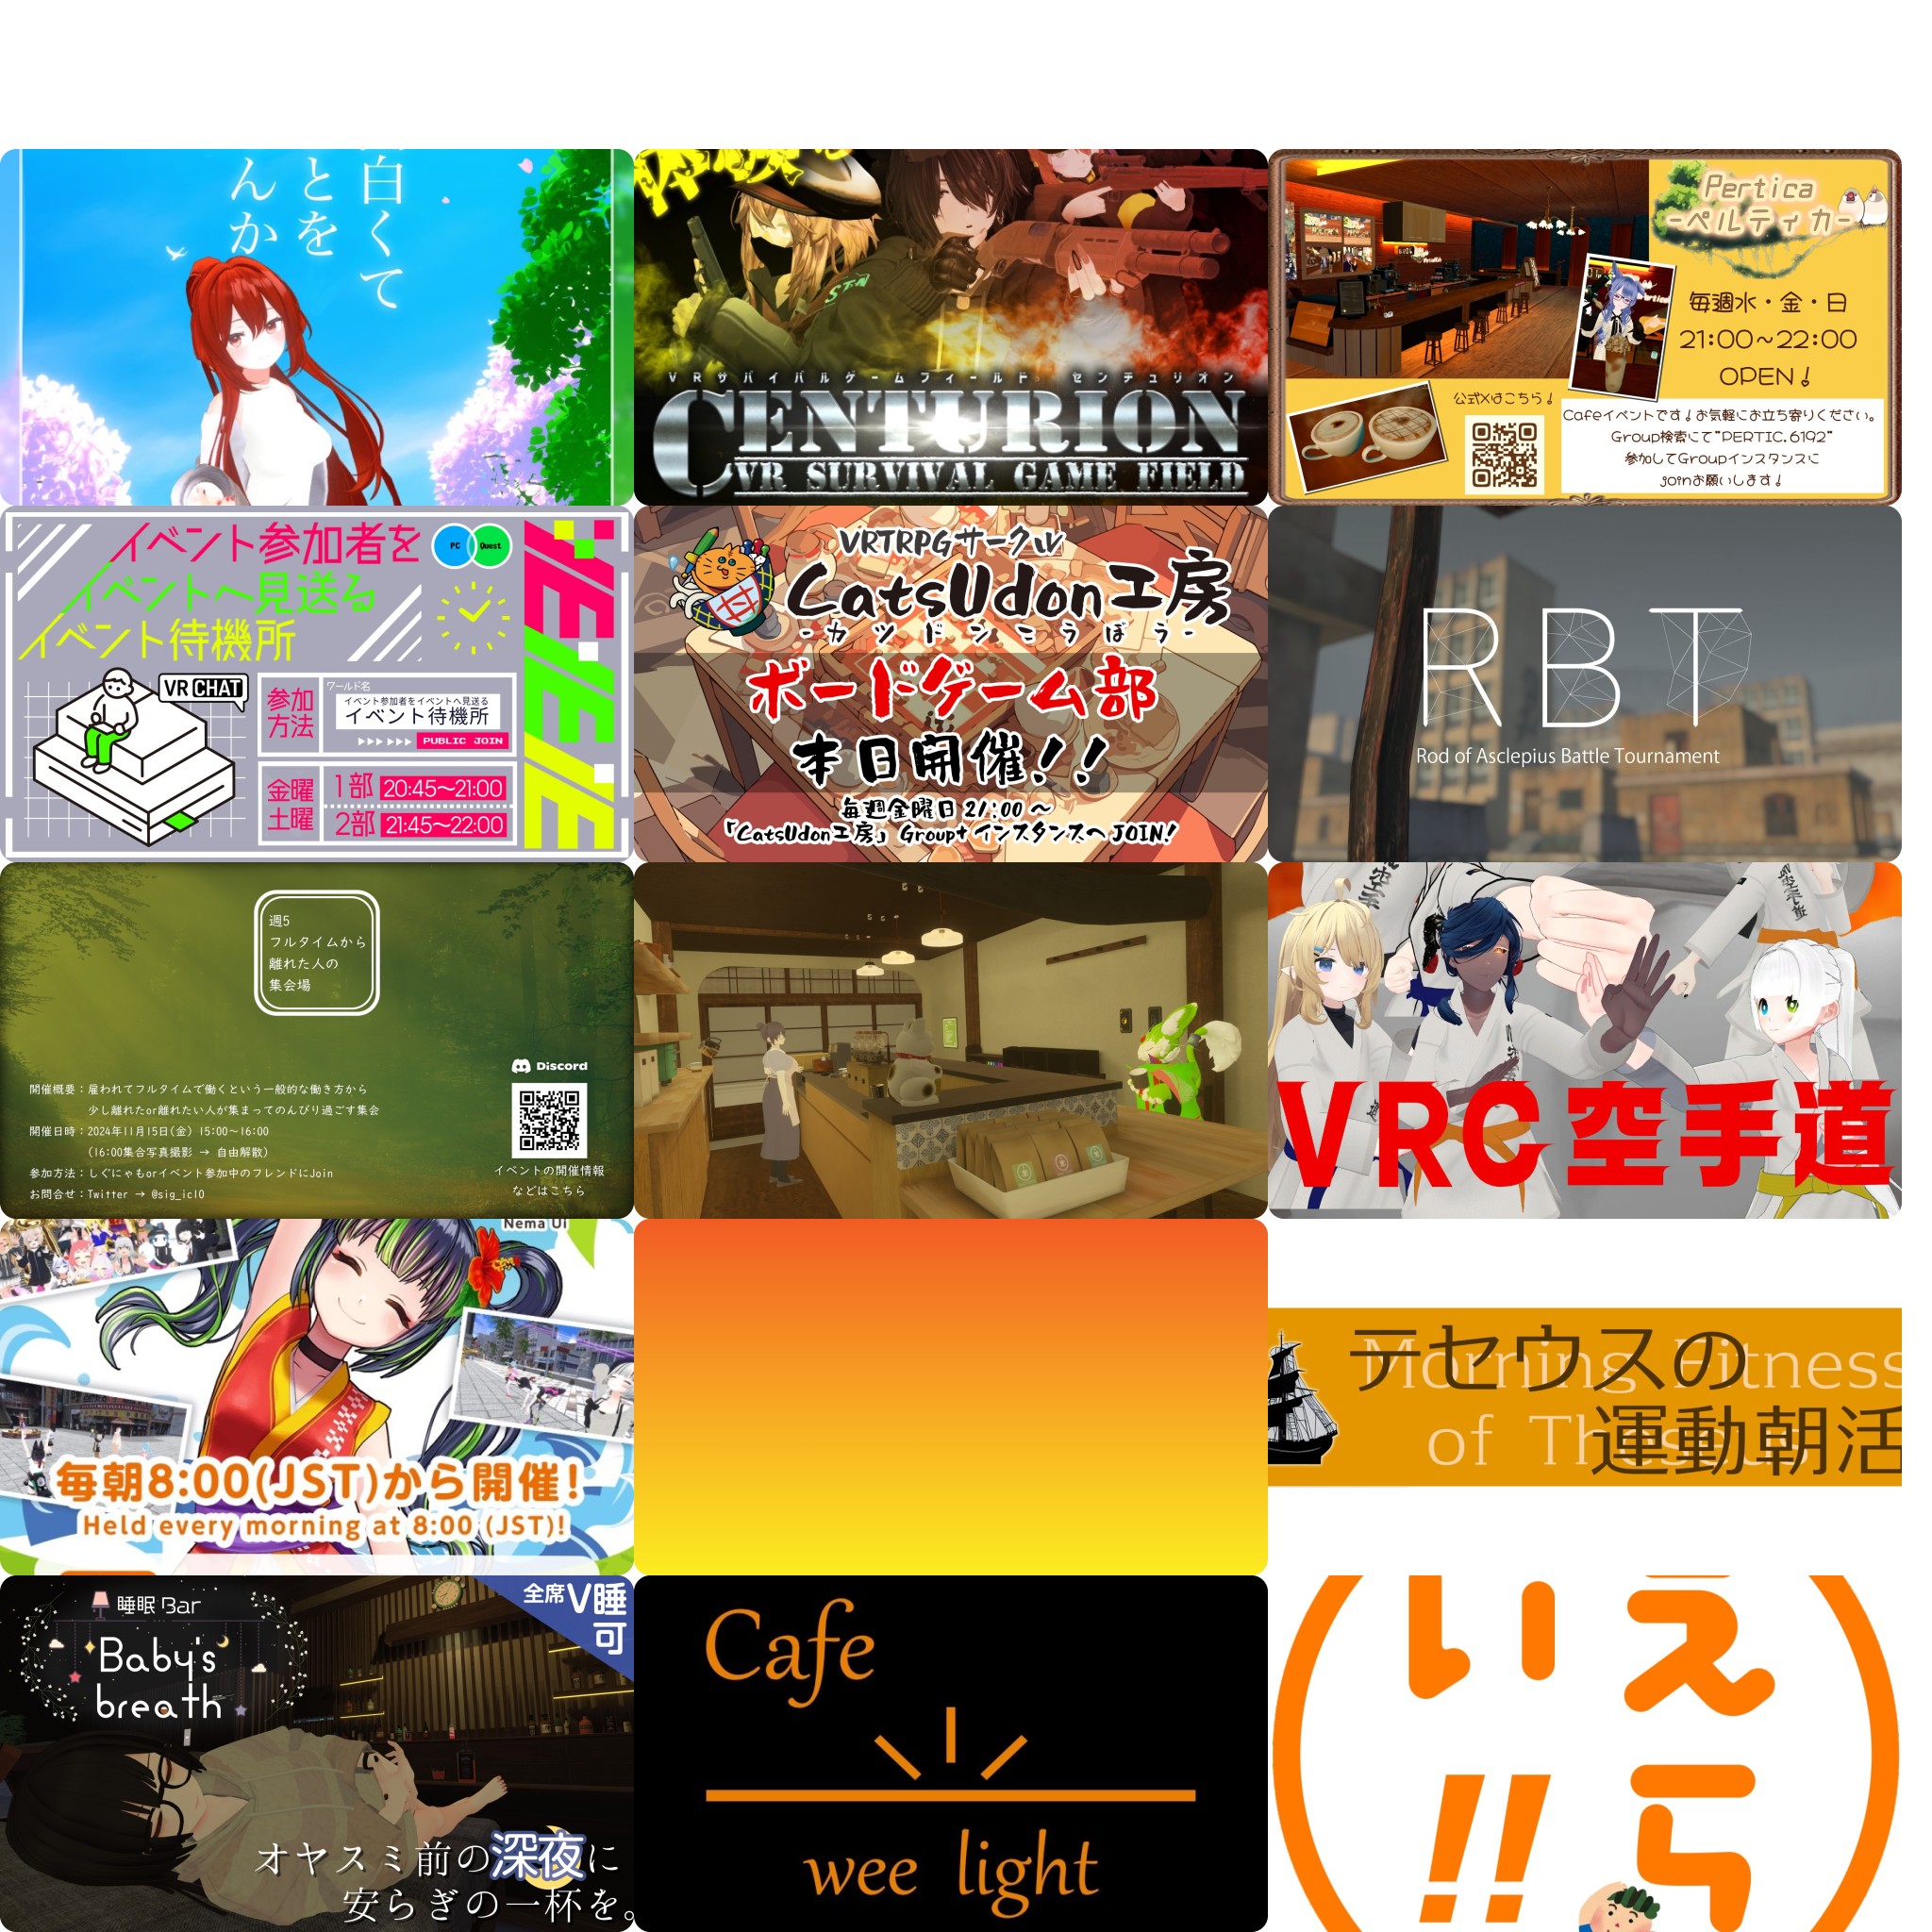 白くて
とを
んか
体験
STN
VRサバイバルゲームフィールド センチュリオン
CENTURION
VR SURVIVAL GAME FIELD
Pertica
-ペルティカ-
毎週水・金・日
21:00~22:00
OPEN!
公式Xはこちら!
Cafeイベントです!お気軽にお立ち寄りください。
Group検索にて"PERTIC.6192"
参加してGroupインスタンスに
joinお願いします!
イベント参加者を
イベントへ見送る
イベント待機所
PC
Quest
VR CHAT
参加
方法
ワールド名
イベント参加者をイベントへ見送る
イベント待機所
PUBLIC JOIN
金曜
土曜
1部 20:45~21:00
2部 21:45~22:00
VRTRPGサークル
CatsUdon工房
-カツドンこうぼう-
ボードゲーム部
本日開催!!
毎週金曜日 21:00 ~
「CatsUdon工房」 Group+ インスタンスへ JOIN!
RBT
Rod of Asclepius Battle Tournament
週5
フルタイムから
離れた人の
集会場
開催概要:雇われてフルタイムで働くという一般的な働き方から
少し離れたor離れたい人が集まってのんびり過ごす集会
開催日時:2024年11月15日(金) 15:00~16:00
(16:00集合写真撮影 → 自由解散)
参加方法:しぐにゃもorイベント参加中のフレンドにJoin
お問合せ:Twitter → @sig_icl0
Discord
イベントの開催情報
などはこちら
VRC空手道
Nema Ui
毎朝8:00(JST)から開催!
Held every morning at 8:00 (JST)!
Morning Fitness
テセウスの
運動朝活
睡眠Bar
Baby's
breath
全席V睡
可
オヤスミ前の深夜に
安らぎの一杯を。
Cafe
wee light
えら
い!!